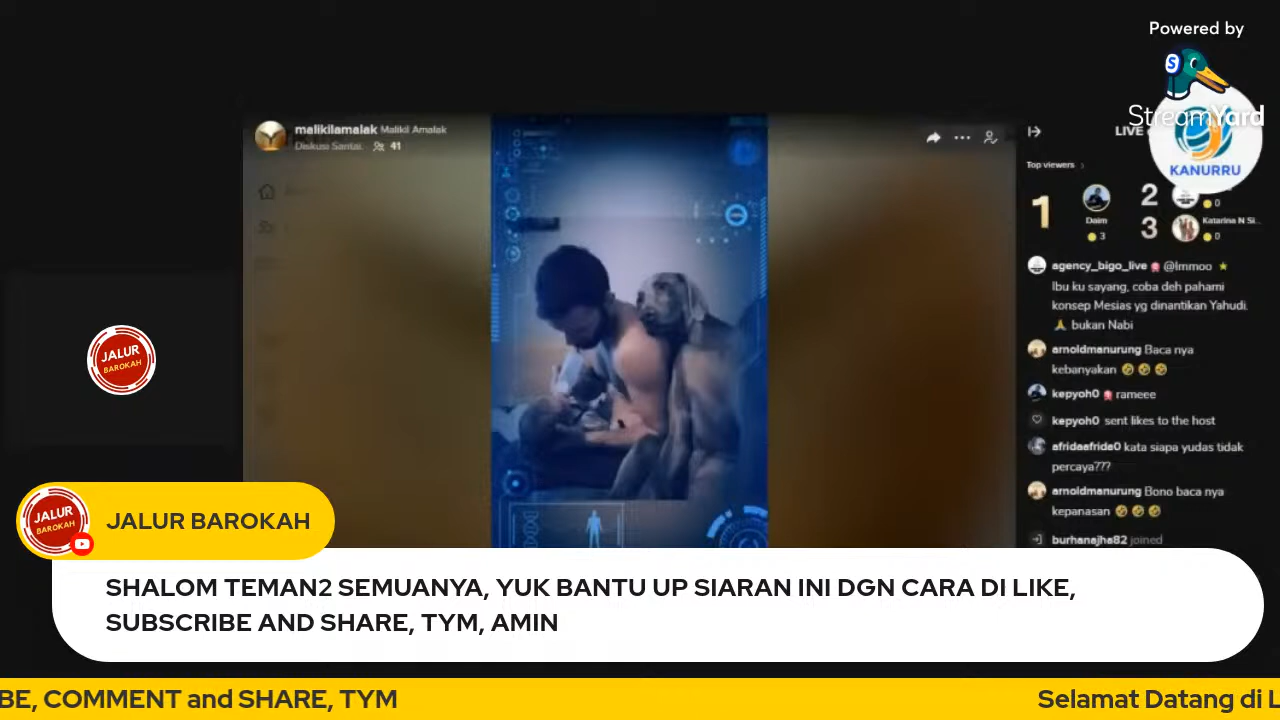 Powered by
StreamYard
KANURRU
malikilamalak Malikil Amalak
Diskusi Santai. 41
LIVE
Top viewers
1
Daim
3
2
0
3
Katarina N Si...
0
agency_bigo_live @Immoo
Ibu ku sayang, coba deh pahami
konsep Mesias yg dinantikan Yahudi.
🙏 bukan Nabi
arnoldmanurung Baca nya
kebanyakan 🤣🤣🤣
kepyoh0 rameee
kepyoh0 sent likes to the host
afridaafrida0 kata siapa yudas tidak
percaya???
arnoldmanurung Bono baca nya
kepanasan 🤣🤣🤣
burhanajha82 joined
JALUR
BAROKAH
JALUR
BAROKAH
JALUR BAROKAH
SHALOM TEMAN2 SEMUANYA, YUK BANTU UP SIARAN INI DGN CARA DI LIKE,
SUBSCRIBE AND SHARE, TYM, AMIN
BE, COMMENT and SHARE, TYM
Selamat Datang di L